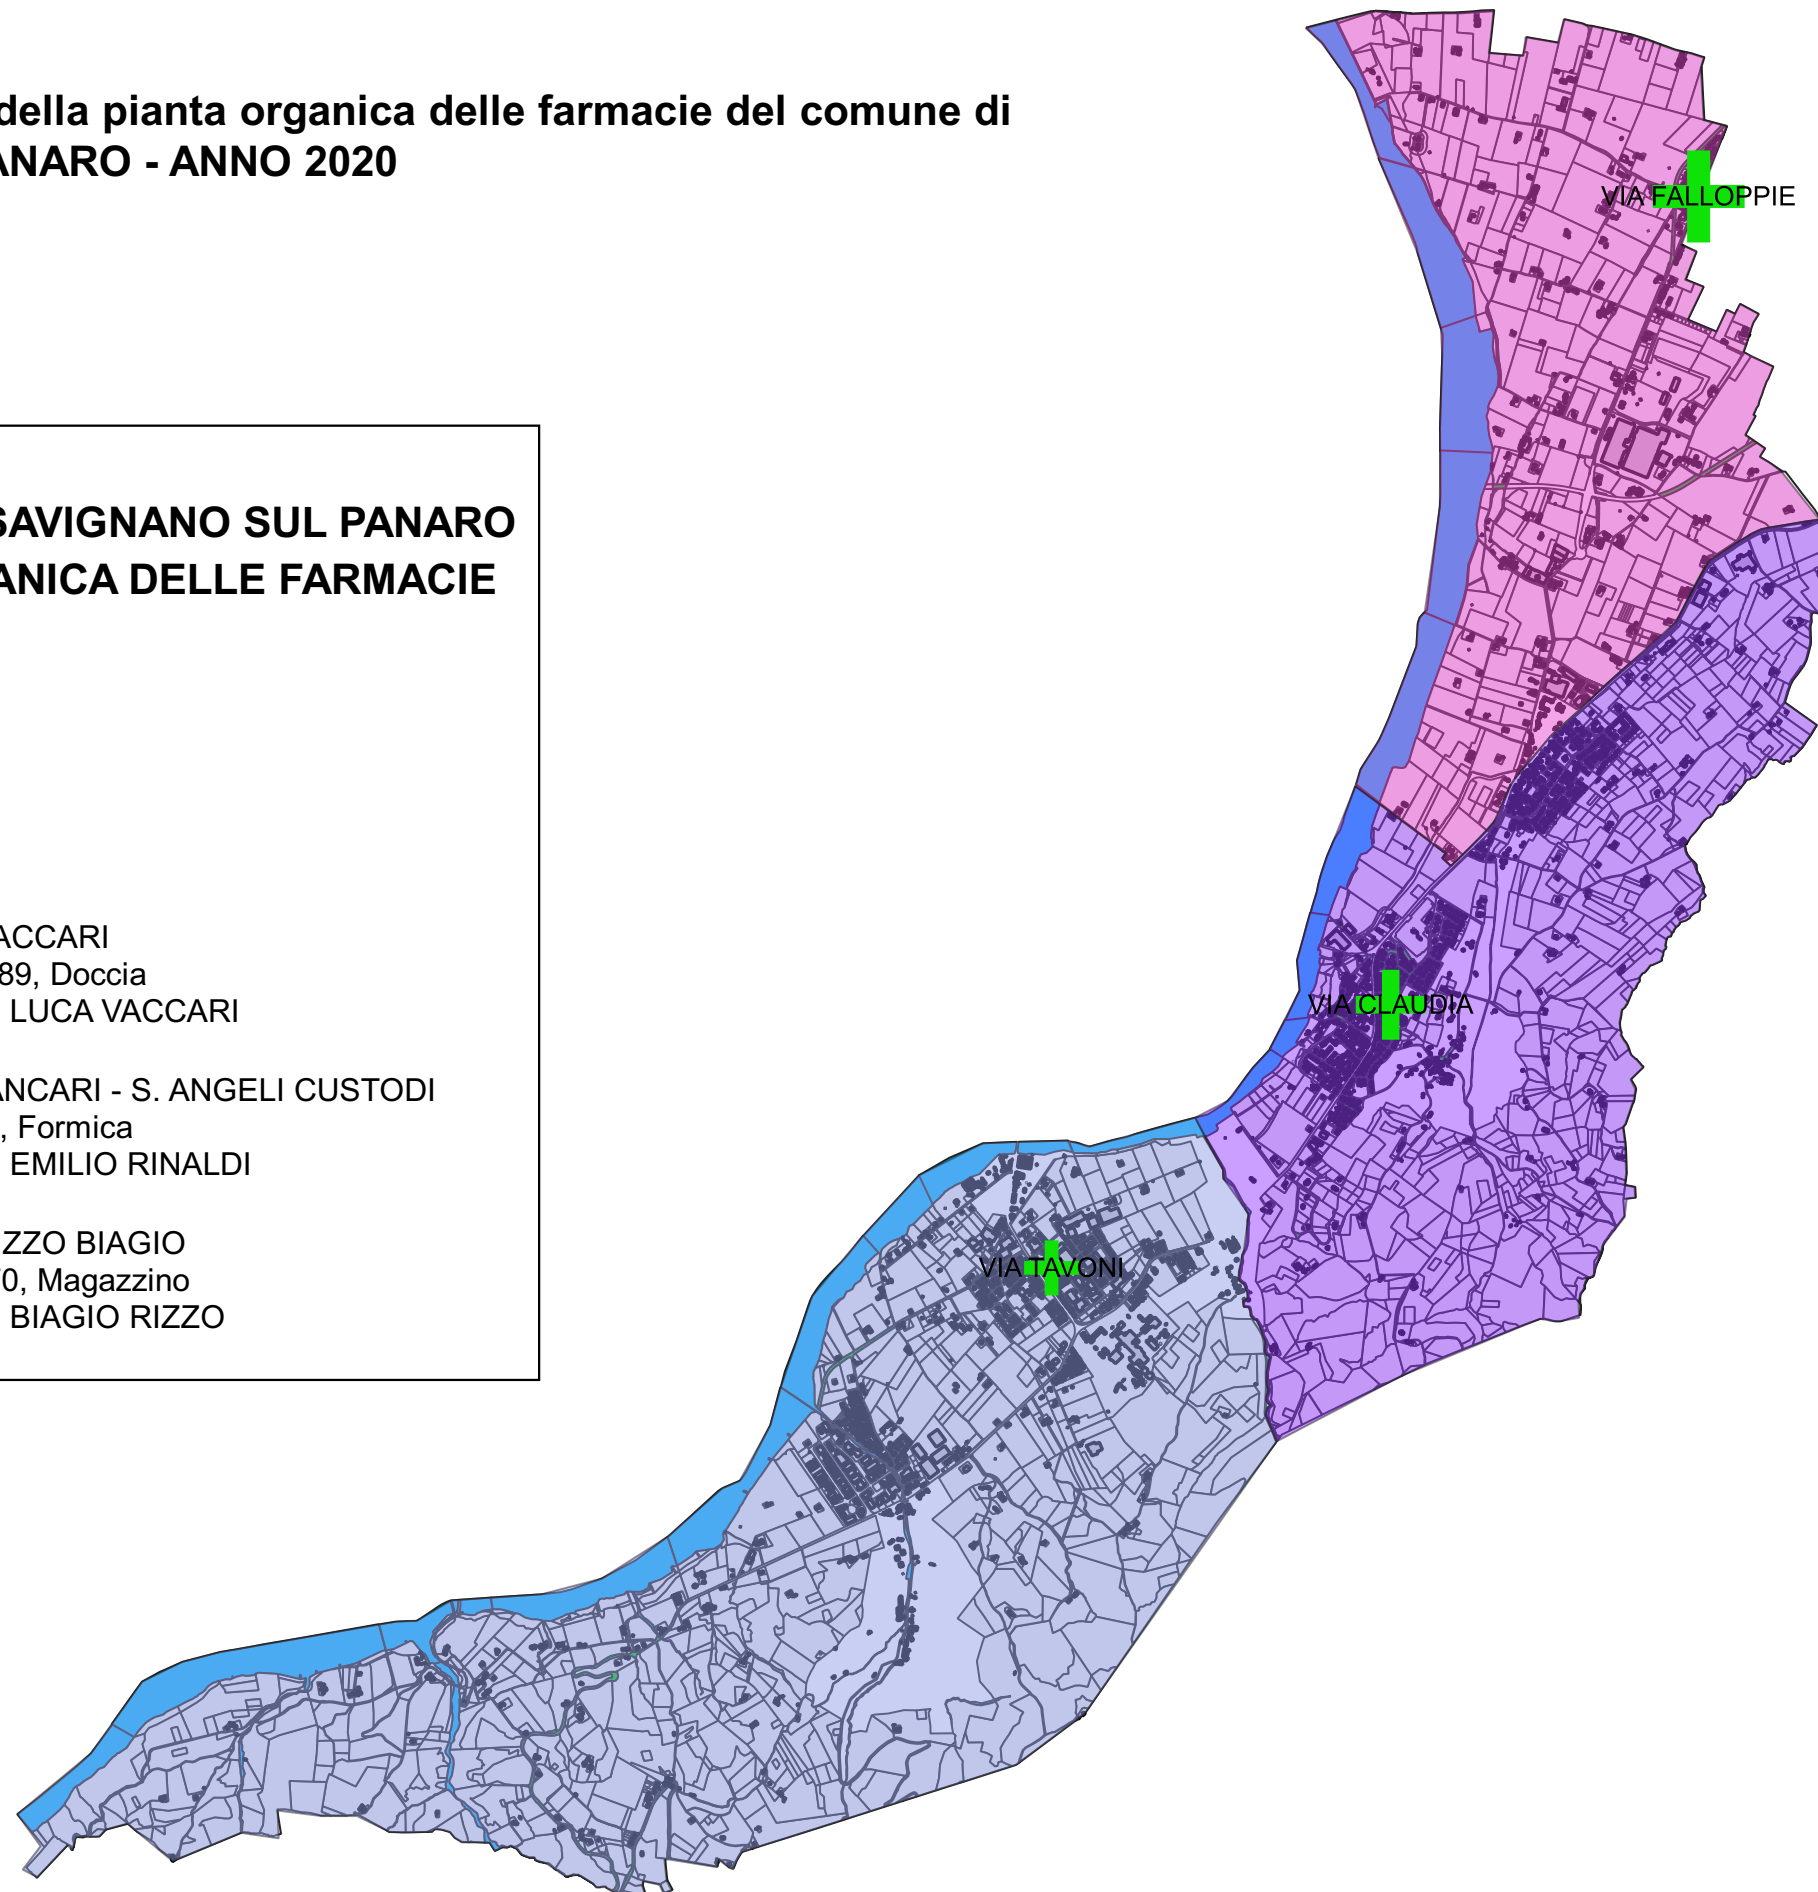 della pianta organica delle farmacie del comune di
ANARO - ANNO 2020
SAVIGNANO SUL PANARO
ANICA DELLE FARMACIE
ACCARI
89, Doccia
LUCA VACCARI
ANCARI - S. ANGELI CUSTODI
, Formica
EMILIO RINALDI
IZZO BIAGIO
70, Magazzino
BIAGIO RIZZO
VIA FALLOPPIE
VIA CLAUDIA
VIA TAVONI